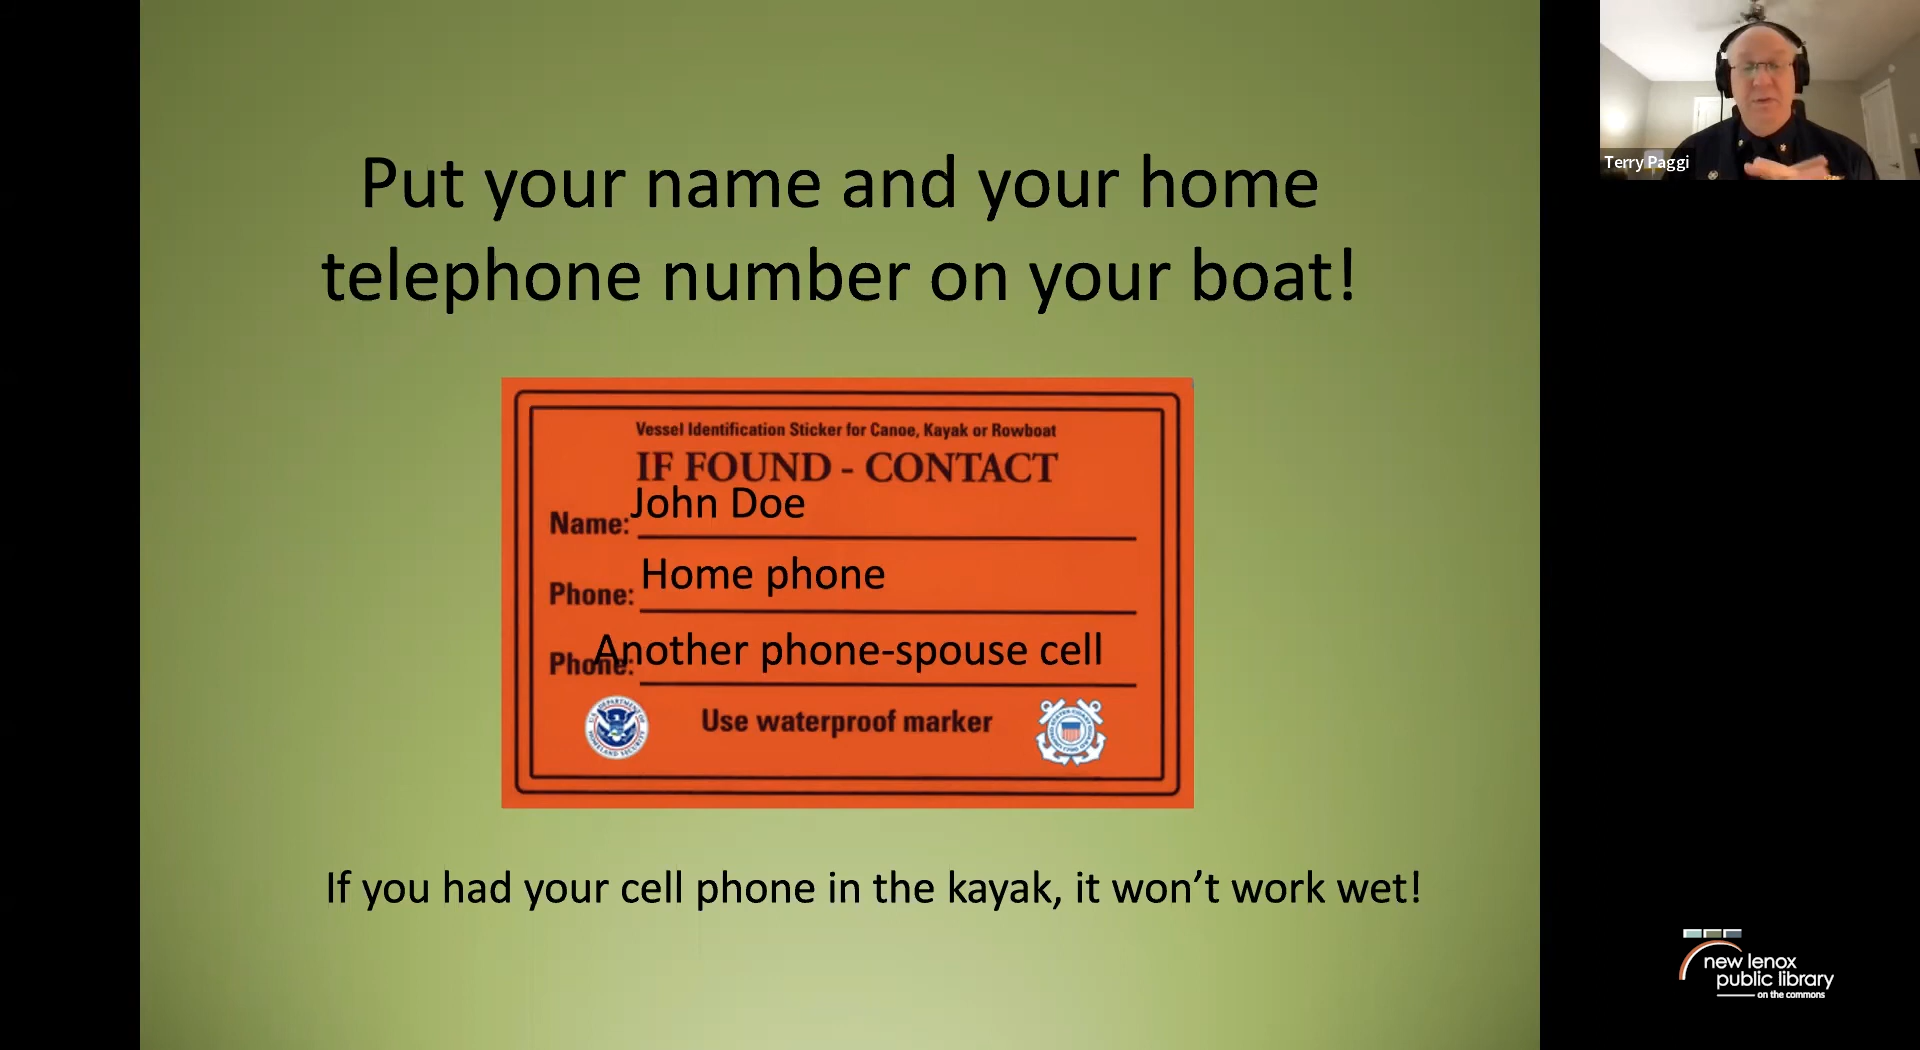 Put your name and your home
telephone number on your boat!
Vessel Identification Sticker for Canoe, Kayak or Rowboat
IF FOUND - CONTACT
Name: John Doe
Phone: Home phone
Phone: Another phone-spouse cell
Use waterproof marker
If you had your cell phone in the kayak, it won't work wet!
Terry Paggi
new lenox
public library
on the commons